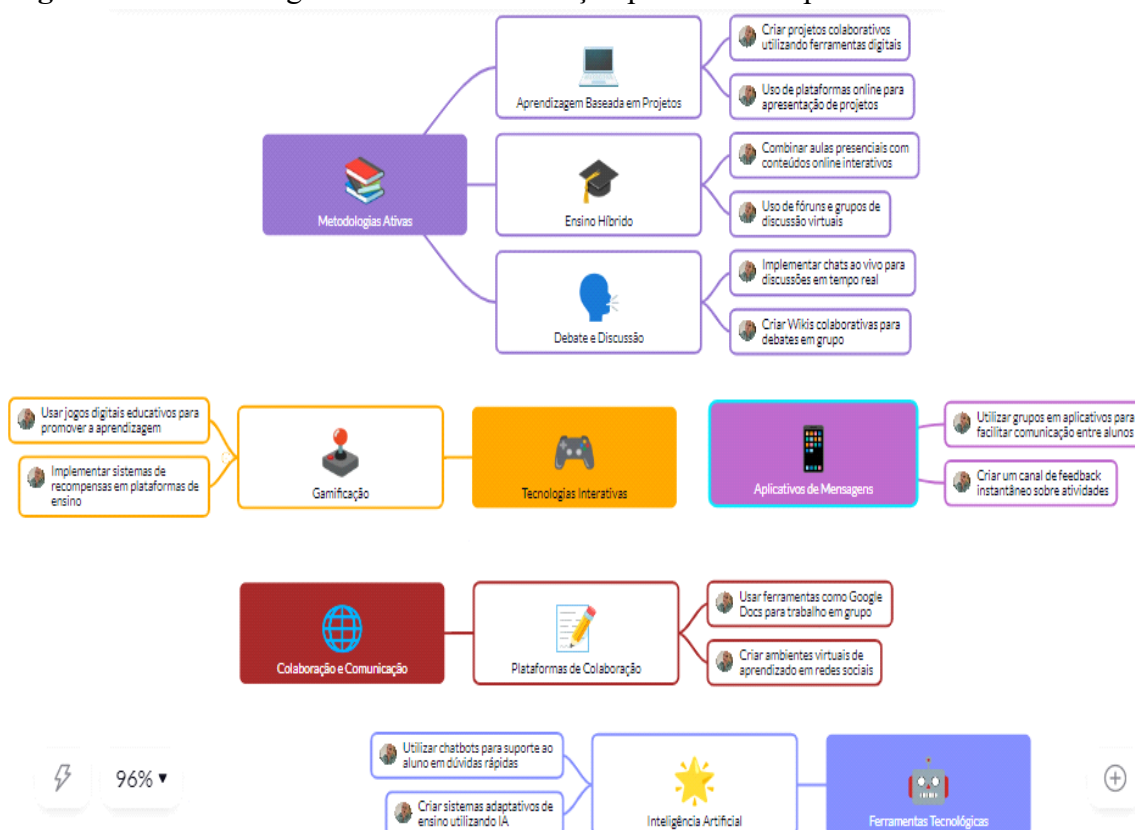 Criar projetos colaborativos
utilizando ferramentas digitais
Aprendizagem Baseada em Projetos
Uso de plataformas online para
apresentação de projetos
Metodologias Ativas
Combinar aulas presenciais com
conteúdos online interativos
Ensino Híbrido
Uso de fóruns e grupos de
discussão virtuais
Implementar chats ao vivo para
discussões em tempo real
Debate e Discussão
Criar Wikis colaborativas para
debates em grupo
Usar jogos digitais educativos para
promover a aprendizagem
Implementar sistemas de
recompensas em plataformas de
ensino
Gamificação
Tecnologias Interativas
Aplicativos de Mensagens
Utilizar grupos em aplicativos para
facilitar comunicação entre alunos
Criar um canal de feedback
instantâneo sobre atividades
Colaboração e Comunicação
Plataformas de Colaboração
Usar ferramentas como Google
Docs para trabalho em grupo
Criar ambientes virtuais de
aprendizado em redes sociais
Utilizar chatbots para suporte ao
aluno em dúvidas rápidas
Criar sistemas adaptativos de
ensino utilizando IA
Inteligência Artificial
Ferramentas Tecnológicas
96%